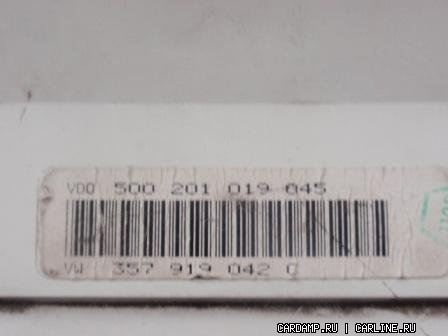 VDO 500 201 019 045
VW 357 919 042 C
CARDAMP.RU | CARLINE.RU